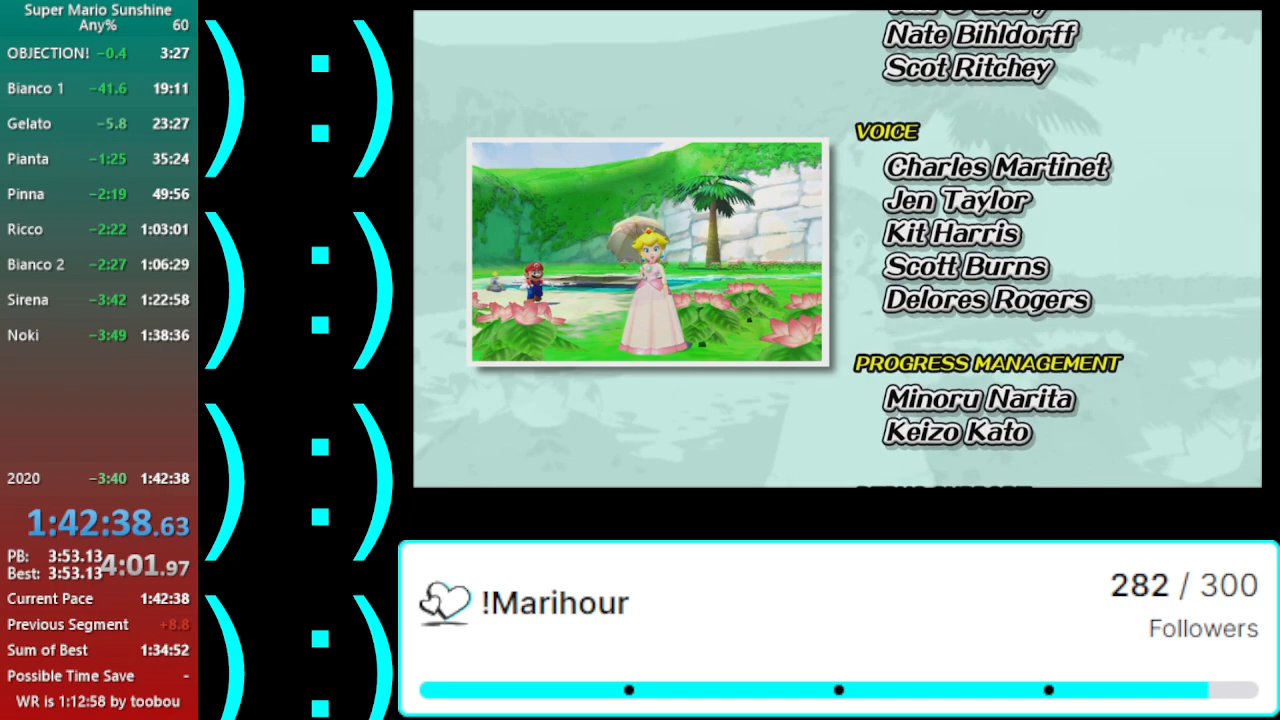 Super Mario Sunshine
Any% 60
OBJECTION! -0.4 3:27
Bianco 1 -41.6 19:11
Gelato -5.8 23:27
Pianta -1:25 35:24
Pinna -2:19 49:56
Ricco -2:22 1:03:01
Bianco 2 -2:27 1:06:29
Sirena -3:42 1:22:58
Noki -3:49 1:38:36
2020 -3:40 1:42:38
1:42:38.63
PB: 3:53.13
Best: 3:53.13
4:01.97
Current Pace 1:42:38
Previous Segment +8.8
Sum of Best 1:34:52
Possible Time Save -
WR is 1:12:58 by toobou
) :)
) :)
) :)
) :)
Nate Bihldorff
Scot Ritchey
VOICE
Charles Martinet
Jen Taylor
Kit Harris
Scott Burns
Delores Rogers
PROGRESS MANAGEMENT
Minoru Narita
Keizo Kato
!Marihour
282 / 300
Followers